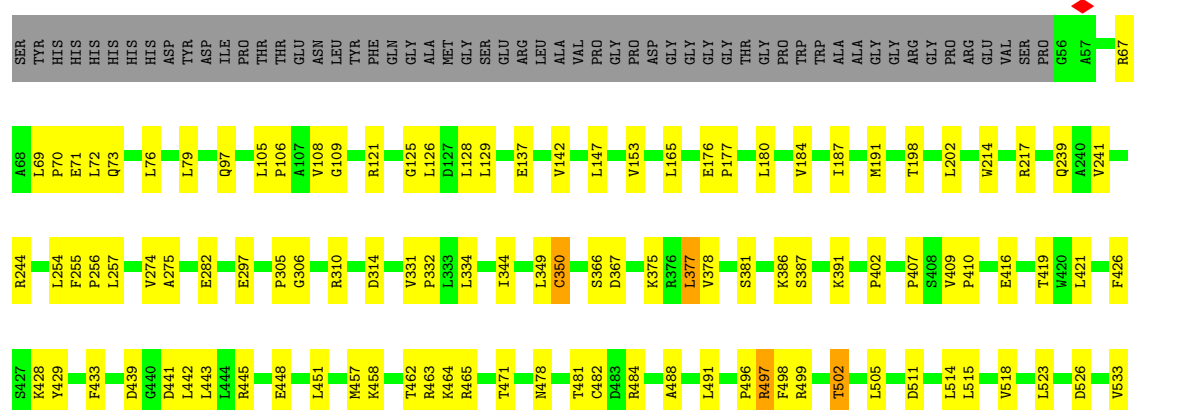 SER TYR HIS HIS HIS HIS HIS HIS ASP TYR ASP ILE PRO THR THR GLU ASN LEU TYR PHE GLN GLY ALA MET GLY SER GLU ARG LEU ALA VAL PRO GLY PRO ASP GLY GLY GLY GLY THR GLY PRO TRP TRP ALA ALA GLY GLY ARG GLY PRO ARG GLU VAL SER PRO G56 A57 R67
A68 L69 P70 E71 L72 Q73 L76 L79 Q97 L105 P106 A107 V108 G109 R121 G125 L126 D127 L128 L129 E137 V142 L147 V153 L165 E176 P177 L180 V184 I187 M191 T198 L202 W214 R217 Q239 A240 V241
R244 L254 F255 P256 L257 V274 A275 E282 E297 P305 G306 R310 D314 V331 P332 L333 L334 I344 L349 C350 S366 D367 K375 R376 L377 V378 S381 K386 S387 K391 P402 P407 S408 V409 P410 E416 T419 W420 L421 F426
S427 K428 Y429 F433 D439 G440 D441 L442 L443 L444 R445 E448 L451 M457 K458 T462 R463 K464 R465 T471 N478 T481 C482 D483 R484 A488 L491 P496 R497 F498 R499 T502 L505 D511 L514 L515 V518 L523 D526 V533